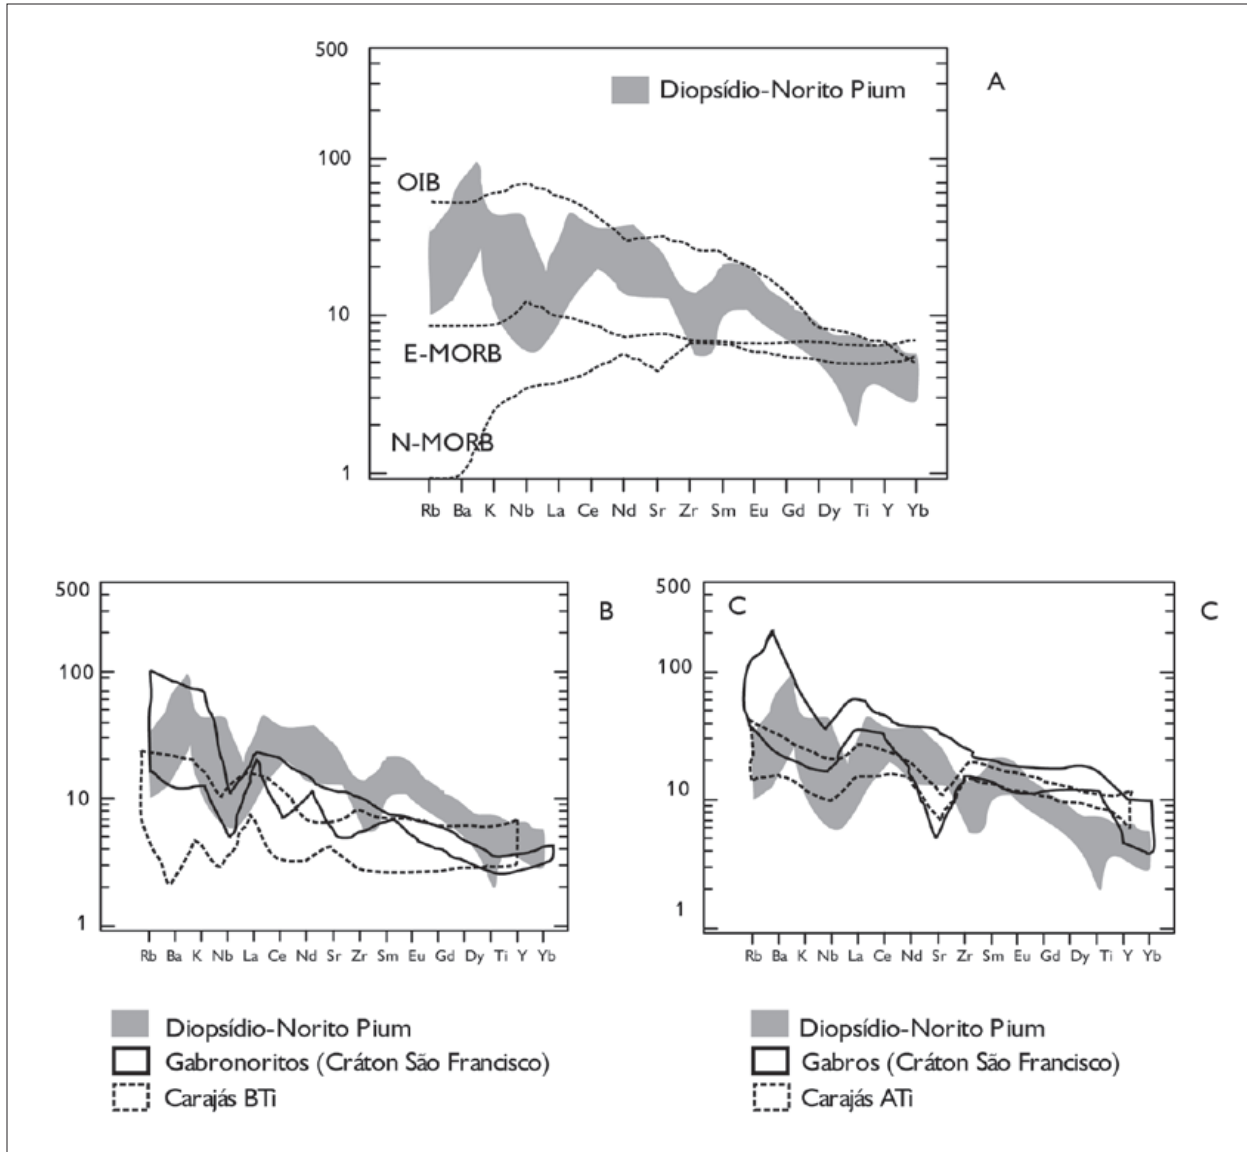 500
A
Diopsídio-Norito Pium
100
OIB
10
E-MORB
N-MORB
1
Rb Ba K Nb La Ce Nd Sr Zr Sm Eu Gd Dy Ti Y Yb
500
B
100
10
1
Rb Ba K Nb La Ce Nd Sr Zr Sm Eu Gd Dy Ti Y Yb
Diopsídio-Norito Pium
Gabronoritos (Cráton São Francisco)
Carajás BTi
500
C
C
100
10
1
Rb Ba K Nb La Ce Nd Sr Zr Sm Eu Gd Dy Ti Y Yb
Diopsídio-Norito Pium
Gabros (Cráton São Francisco)
Carajás ATi